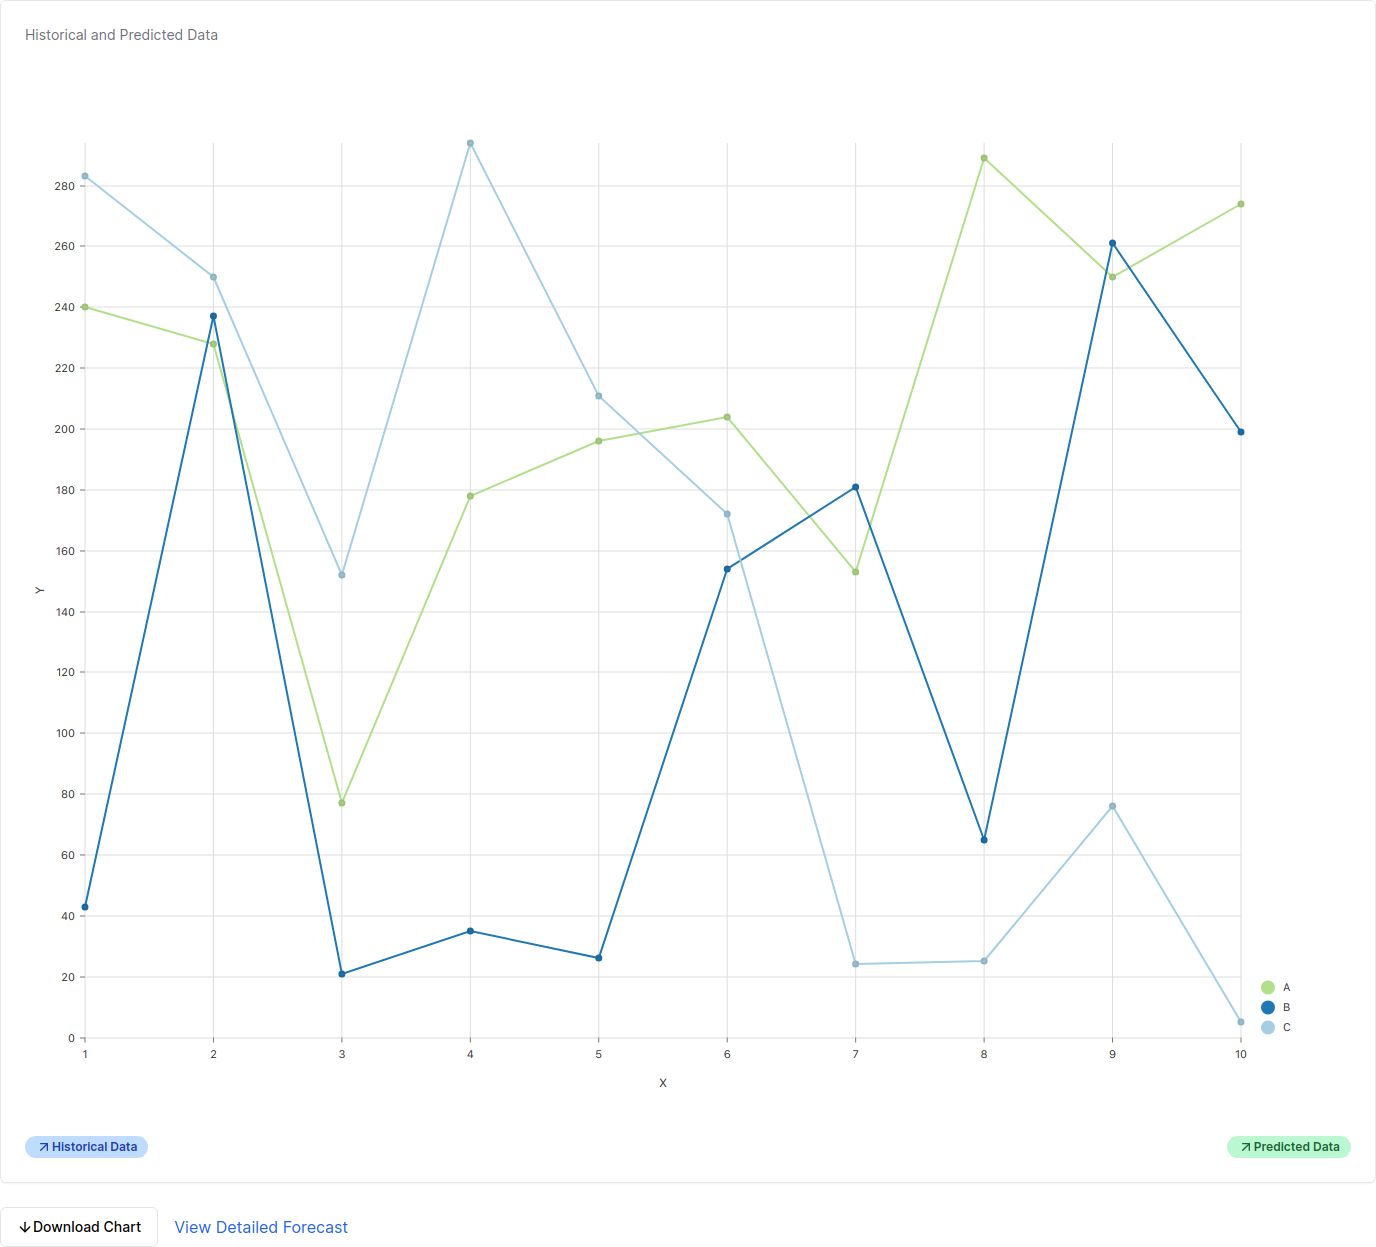 Historical and Predicted Data
280
260
240
220
200
180
160
140
120
100
80
60
40
20
0
Y
1 2 3 4 5 6 7 8 9 10
X
A
B
C
Historical Data
Predicted Data
Download Chart
View Detailed Forecast